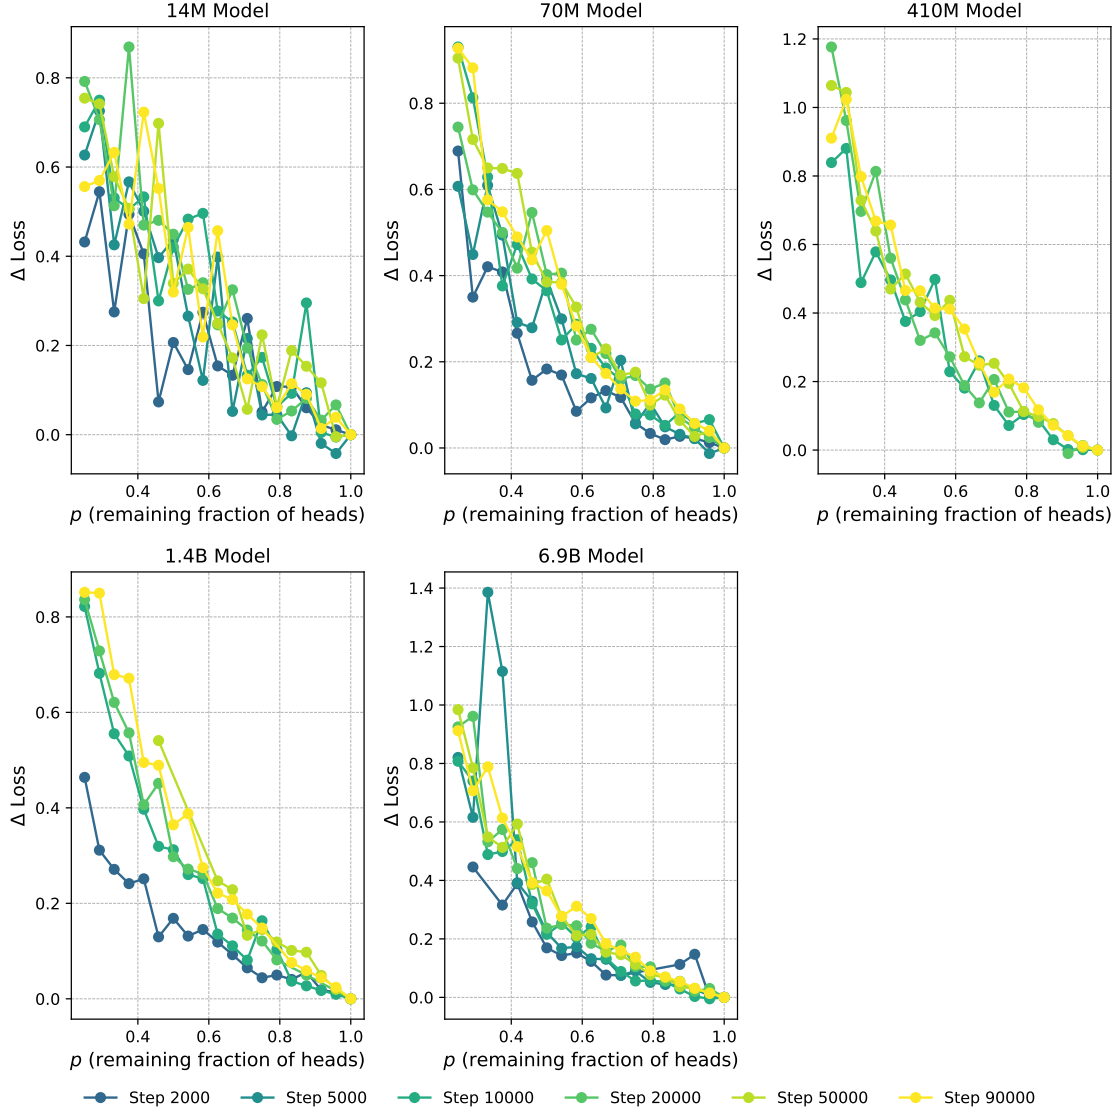 14M Model
70M Model
410M Model
0.8
0.6
0.4
0.2
0.0
Δ Loss
0.4 0.6 0.8 1.0
p (remaining fraction of heads)
0.8
0.6
0.4
0.2
0.0
Δ Loss
0.4 0.6 0.8 1.0
p (remaining fraction of heads)
1.2
1.0
0.8
0.6
0.4
0.2
0.0
Δ Loss
0.4 0.6 0.8 1.0
p (remaining fraction of heads)
1.4B Model
6.9B Model
0.8
0.6
0.4
0.2
0.0
Δ Loss
0.4 0.6 0.8 1.0
p (remaining fraction of heads)
1.4
1.2
1.0
0.8
0.6
0.4
0.2
0.0
Δ Loss
0.4 0.6 0.8 1.0
p (remaining fraction of heads)
Step 2000 Step 5000 Step 10000 Step 20000 Step 50000 Step 90000